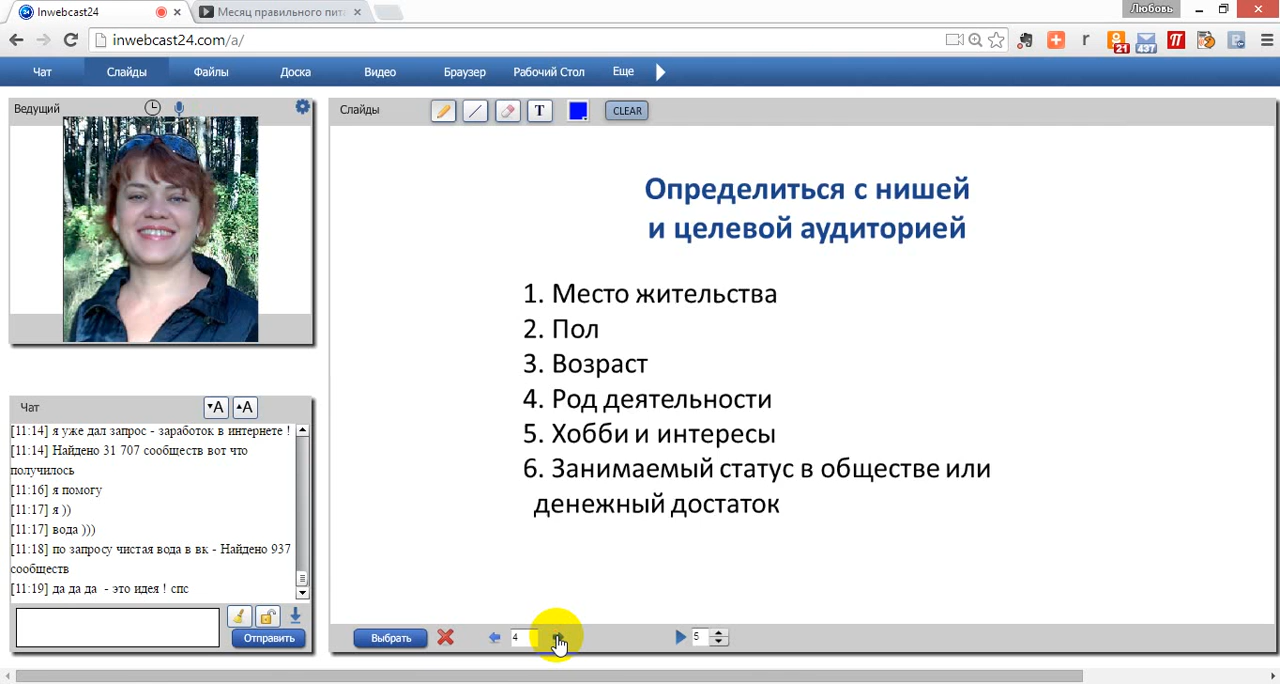 Inwebcast24
Месяц правильного пит
Любовь
inwebcast24.com/a/
21
437
Чат
Слайды
Файлы
Доска
Видео
Браузер
Рабочий Стол
Еще
Ведущий
Слайды
T
CLEAR
Определиться с нишей
и целевой аудиторией
1. Место жительства
2. Пол
3. Возраст
4. Род деятельности
5. Хобби и интересы
6. Занимаемый статус в обществе или
денежный достаток
Чат
A
A
[11:14] я уже дал запрос - заработок в интернете !
[11:14] Найдено 31 707 сообществ вот что
получилось
[11:16] я помогу
[11:17] я ))
[11:17] вода )))
[11:18] по запросу чистая вода в вк - Найдено 937
сообществ
[11:19] да да да - это идея ! спс
Отправить
Выбрать
4
5